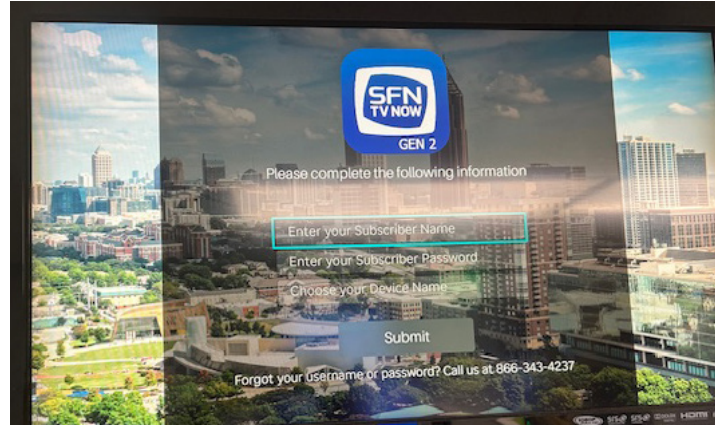 SFN
TV NOW
GEN 2
Please complete the following information
Enter your Subscriber Name
Enter your Subscriber Password
Choose your Device Name
Submit
Forgot your username or password? Call us at 866-343-4237
HDMI